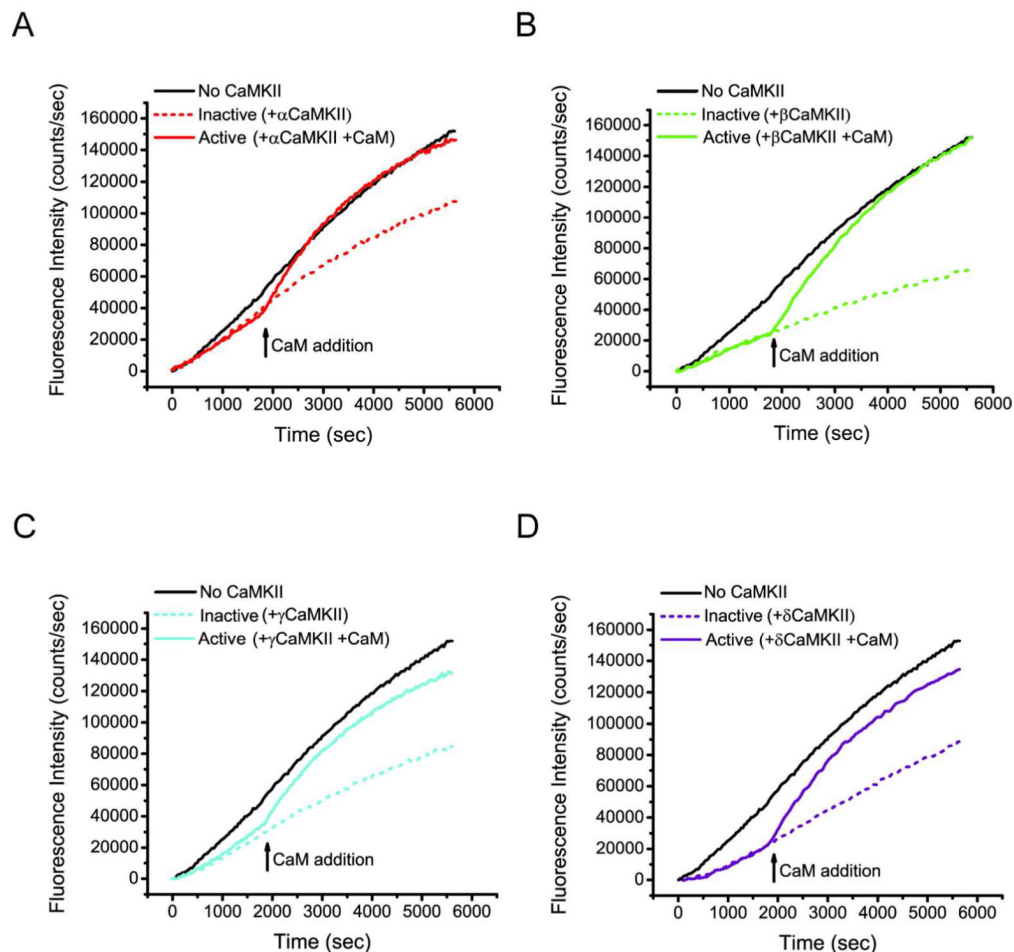 A
No CaMKII
Inactive (+αCaMKII)
Active (+αCaMKII +CaM)
Fluorescence Intensity (counts/sec)
160000
140000
120000
100000
80000
60000
40000
20000
0
CaM addition
0 1000 2000 3000 4000 5000 6000
Time (sec)
B
No CaMKII
Inactive (+βCaMKII)
Active (+βCaMKII +CaM)
Fluorescence Intensity (counts/sec)
160000
140000
120000
100000
80000
60000
40000
20000
0
CaM addition
0 1000 2000 3000 4000 5000 6000
Time (sec)
C
No CaMKII
Inactive (+γCaMKII)
Active (+γCaMKII +CaM)
Fluorescence Intensity (counts/sec)
160000
140000
120000
100000
80000
60000
40000
20000
0
CaM addition
0 1000 2000 3000 4000 5000 6000
Time (sec)
D
No CaMKII
Inactive (+δCaMKII)
Active (+δCaMKII +CaM)
Fluorescence Intensity (counts/sec)
160000
140000
120000
100000
80000
60000
40000
20000
0
CaM addition
0 1000 2000 3000 4000 5000 6000
Time (sec)